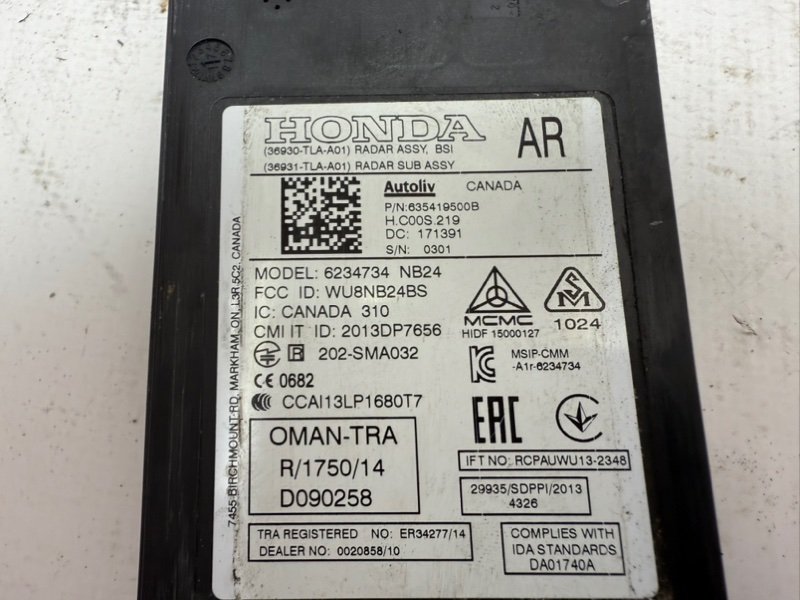 HONDA
AR
(36930-TLA-A01) RADAR ASSY, BSI
(36931-TLA-A01) RADAR SUB ASSY
Autoliv CANADA
P/N:635419500B
H.C00S.219
DC: 171391
S/N: 0301
MODEL: 6234734 NB24
FCC ID: WU8NB24BS
IC: CANADA 310
CMI IT ID: 2013DP7656
R 202-SMA032
CE 0682
CCAI13LP1680T7
MCMC
HIDF 15000127
SM
1024
KC
MSIP-CMM
-A1r-6234734
EAC
OMAN-TRA
R/1750/14
D090258
IFT NO: RCPAUWU13-2348
29935/SDPPI/2013
4326
TRA REGISTERED NO: ER34277/14
DEALER NO: 0020858/10
COMPLIES WITH
IDA STANDARDS
DA01740A
7455 BIRCHMOUNT RD, MARKHAM, ON, L3R 5C2, CANADA